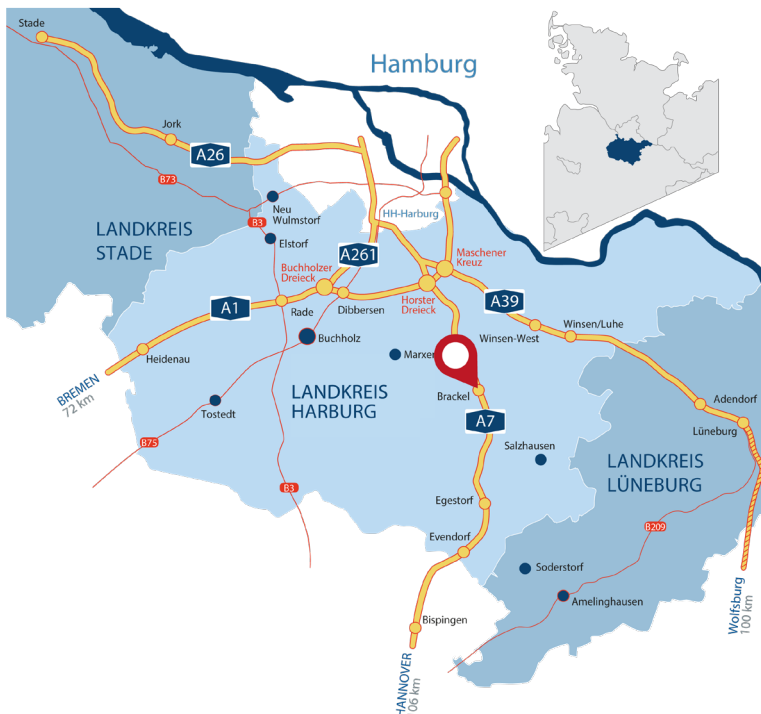 Stade
Hamburg
Jork
A26
B73
HH-Harburg
Neu
Wulmstorf
B3
LANDKREIS
STADE
Elstorf
A261
Maschener
Kreuz
Buchholzer
Dreieck
Horster
Dreieck
A39
A1
Rade
Dibbersen
Winsen-West
Winsen/Luhe
Buchholz
Heidenau
Marxen
BREMEN
72 km
LANDKREIS
HARBURG
Brackel
Adendorf
Tostedt
A7
Lüneburg
B75
Salzhausen
LANDKREIS
LÜNEBURG
B3
Egestorf
B209
Evendorf
Soderstorf
Amelinghausen
Wolfsburg
100 km
Bispingen
HANNOVER
06 km